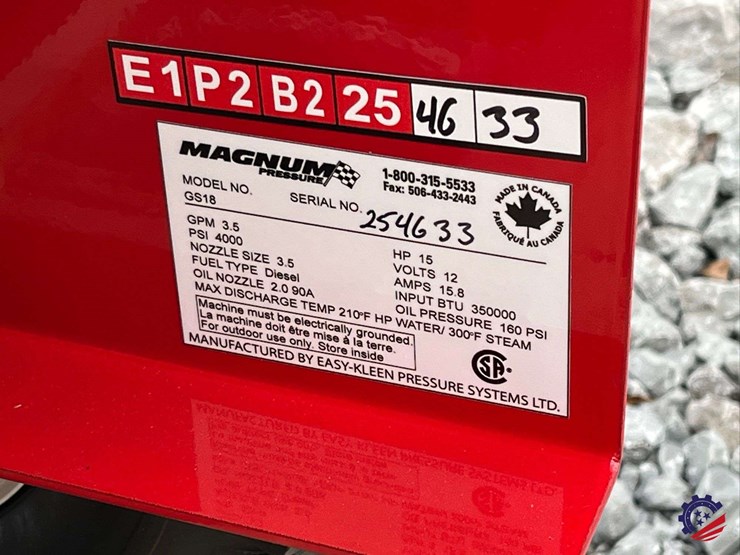 E1 P2 B2 25 46 33
MAGNUM
PRESSURE
1-800-315-5533
Fax: 506-433-2443
MADE IN CANADA
FABRIQUÉ AU CANADA
MODEL NO.
GS18
SERIAL NO. 254633
GPM 3.5
PSI 4000
NOZZLE SIZE 3.5
FUEL TYPE Diesel
OIL NOZZLE 2.0 90A
HP 15
VOLTS 12
AMPS 15.8
INPUT BTU 350000
OIL PRESSURE 160 PSI
MAX DISCHARGE TEMP 210°F HP WATER/ 300°F STEAM
Machine must be electrically grounded.
La machine doit être mise à la terre.
For outdoor use only. Store inside
MANUFACTURED BY EASY-KLEEN PRESSURE SYSTEMS LTD.